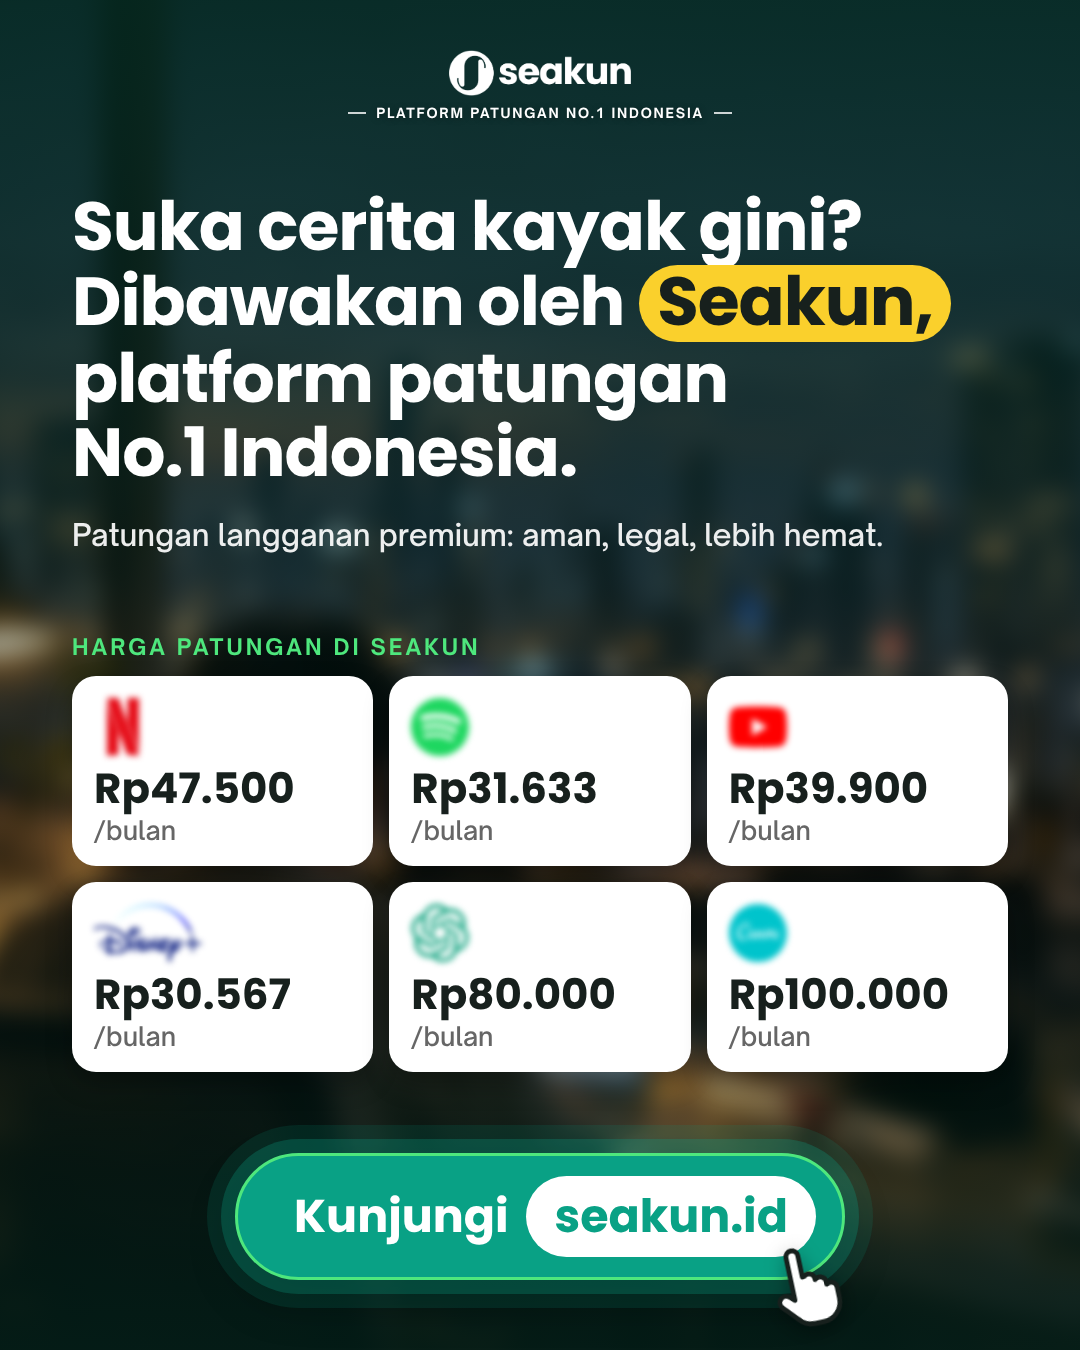 seakun
PLATFORM PATUNGAN NO.1 INDONESIA
Suka cerita kayak gini?
Dibawakan oleh Seakun,
platform patungan
No.1 Indonesia.
Patungan langganan premium: aman, legal, lebih hemat.
HARGA PATUNGAN DI SEAKUN
N
Rp47.500
/bulan
Rp31.633
/bulan
Rp39.900
/bulan
Disney+
Rp30.567
/bulan
Rp80.000
/bulan
Canva
Rp100.000
/bulan
Kunjungi seakun.id